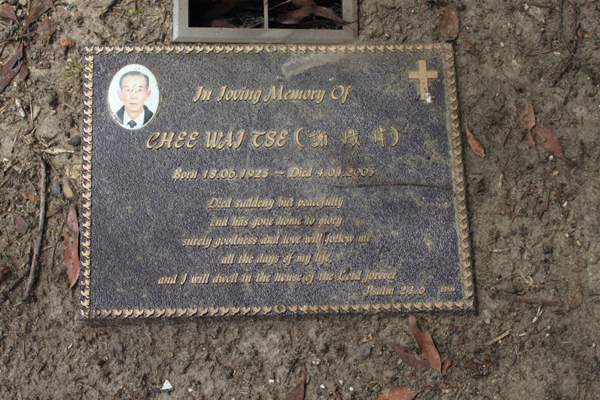 In Loving Memory Of
CHEE WAI TSE (謝
Born 13.06.1925 ~ Died 4.04.2005
Died suddenly but peacefully
and has gone home to glory
surely goodness and love will follow me
all the days of my life,
and I will dwell in the house of the Lord forever
Psalm 23:6